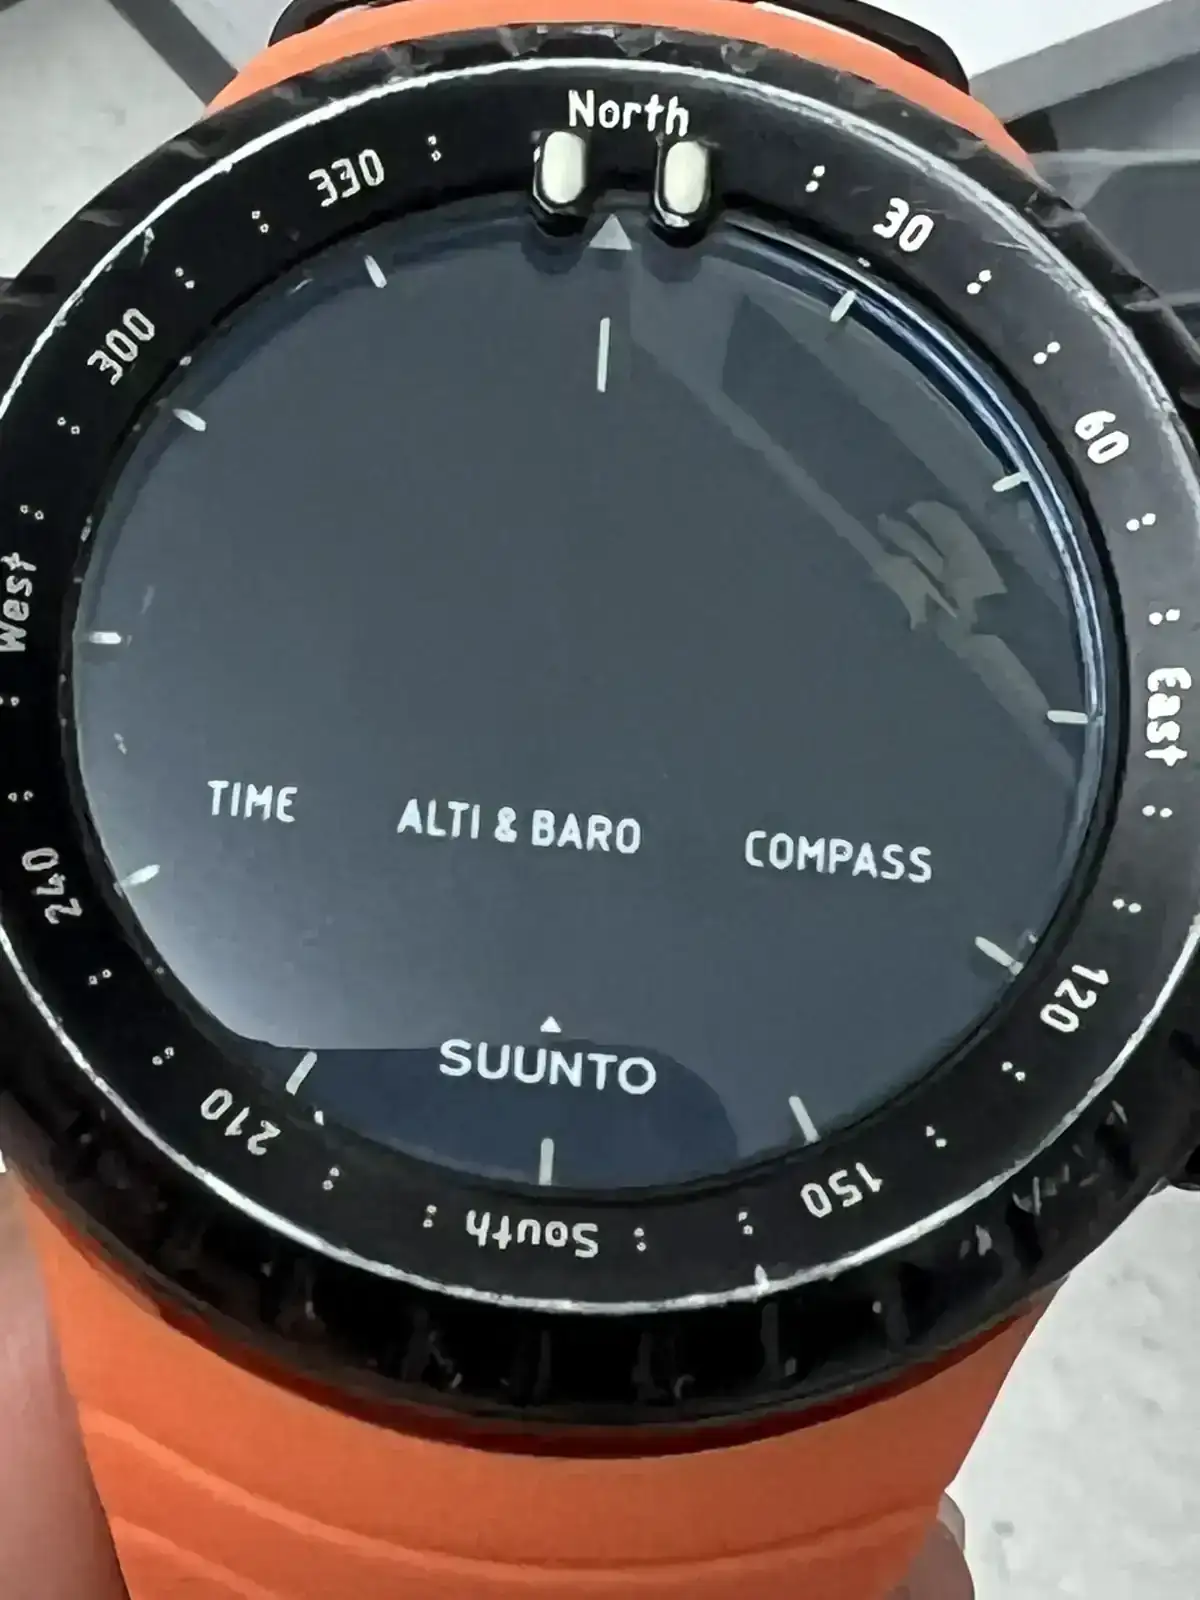 North
30
60
East
120
150
South
210
240
West
300
330
TIME ALTI & BARO COMPASS
SUUNTO